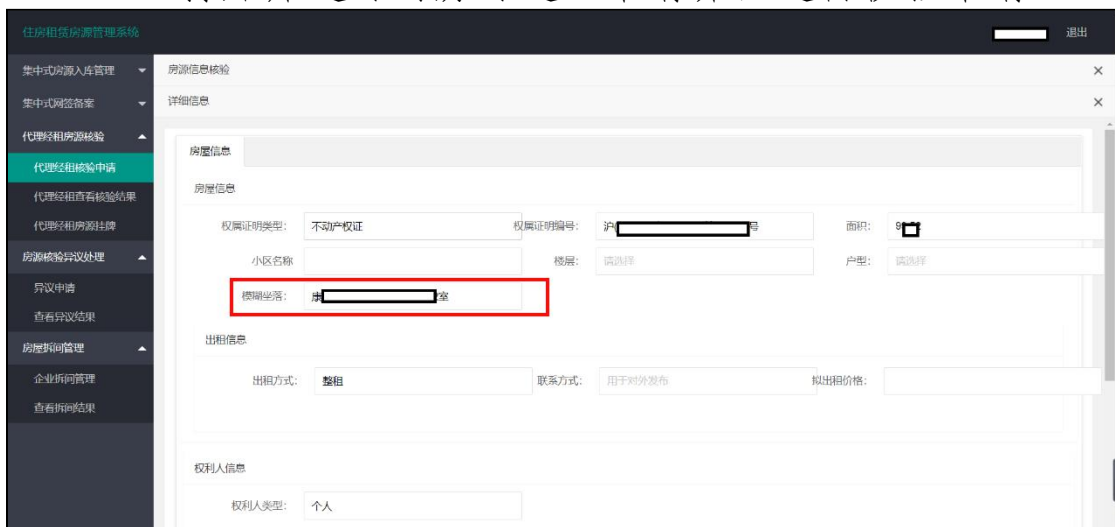 住房租赁房源管理系统
退出
集中式房源入库管理
房源信息核验
集中式网签备案
详细信息
代理经租房源核验
代理经租核验申请
房屋信息
代理经租查看核验结果
房屋信息
代理经租房源挂牌
权属证明类型: 不动产权证 权属证明编号: 沪 号 面积:
房源核验异议处理
小区名称 楼层: 请选择 户型: 请选择
异议申请
模糊坐落: 康 室
查看异议结果
出租信息
房屋拆间管理
企业拆间管理
出租方式: 整租 联系方式: 用于对外发布 拟出租价格:
查看拆间结果
权利人信息
权利人类型: 个人